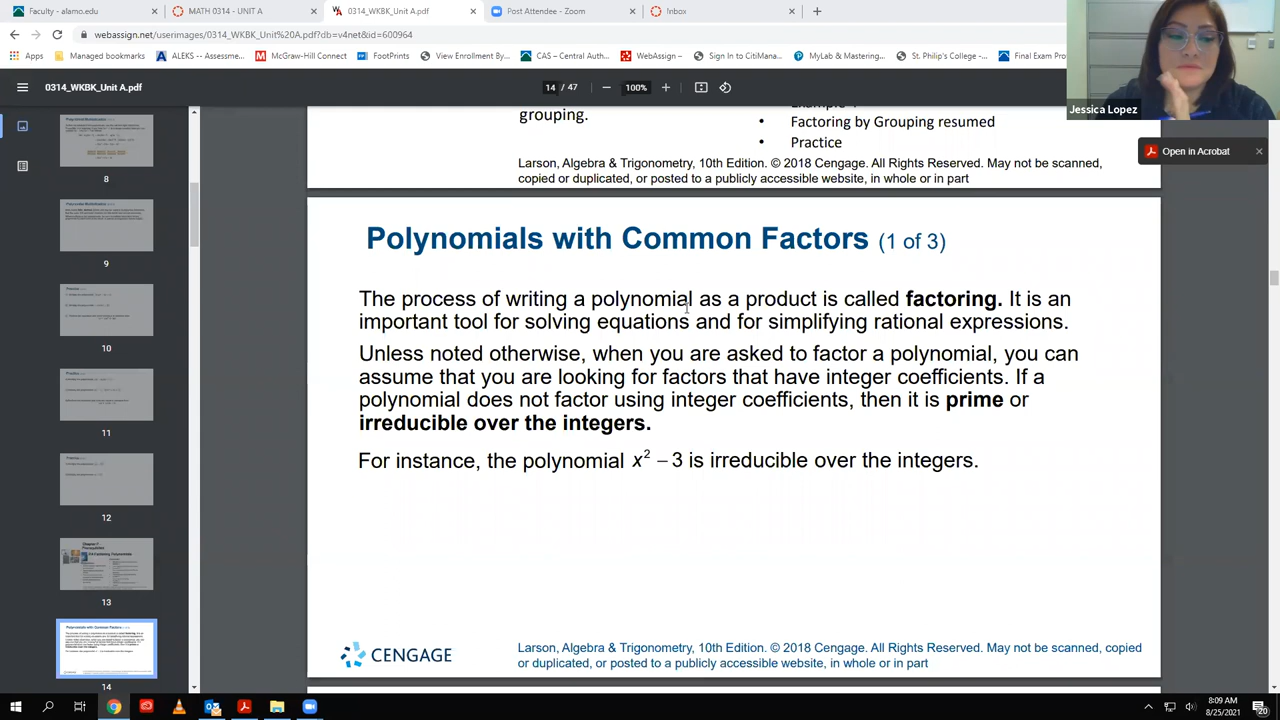 Faculty - alamo.edu
MATH 0314 - UNIT A
0314_WKBK_Unit A.pdf
Post Attendee - Zoom
Inbox
webassign.net/userimages/0314_WKBK_Unit%20A.pdf?db=v4net&id=600964
Apps
Managed bookmarks
ALEKS -- Assessme...
McGraw-Hill Connect
Footprints
View Enrollment By...
CAS – Central Auth...
WebAssign -
Sign In to CitiMana...
MyLab & Mastering...
St. Philip's College -...
Final Exam Pro
0314_WKBK_Unit A.pdf
14 / 47
100%
Jessica Lopez
Open in Acrobat
8
9
10
11
12
13
14
grouping.
• Factoring by Grouping resumed
• Practice
Larson, Algebra & Trigonometry, 10th Edition. © 2018 Cengage. All Rights Reserved. May not be scanned,
copied or duplicated, or posted to a publicly accessible website, in whole or in part
Polynomials with Common Factors (1 of 3)
The process of writing a polynomial as a product is called factoring. It is an
important tool for solving equations and for simplifying rational expressions.
Unless noted otherwise, when you are asked to factor a polynomial, you can
assume that you are looking for factors that have integer coefficients. If a
polynomial does not factor using integer coefficients, then it is prime or
irreducible over the integers.
For instance, the polynomial x² – 3 is irreducible over the integers.
CENGAGE
Larson, Algebra & Trigonometry, 10th Edition. © 2018 Cengage. All Rights Reserved. May not be scanned, copied
or duplicated, or posted to a publicly accessible website, in whole or in part
8:09 AM
8/25/2021
20